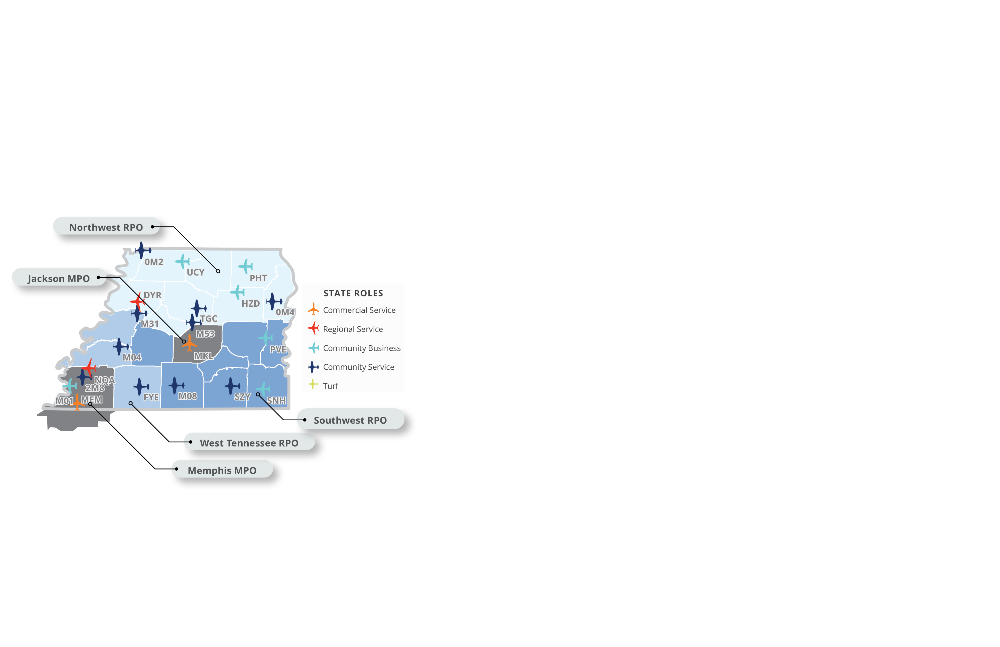 Northwest RPO
0M2
UCY
Jackson MPO
PHT
DYR
HZD
0M4
TGC
M31
M53
PVE
MKL
M04
NQA
2M8
M01
MEM
FYE
M08
SZY
SNH
STATE ROLES
Commercial Service
Regional Service
Community Business
Community Service
Turf
Southwest RPO
West Tennessee RPO
Memphis MPO